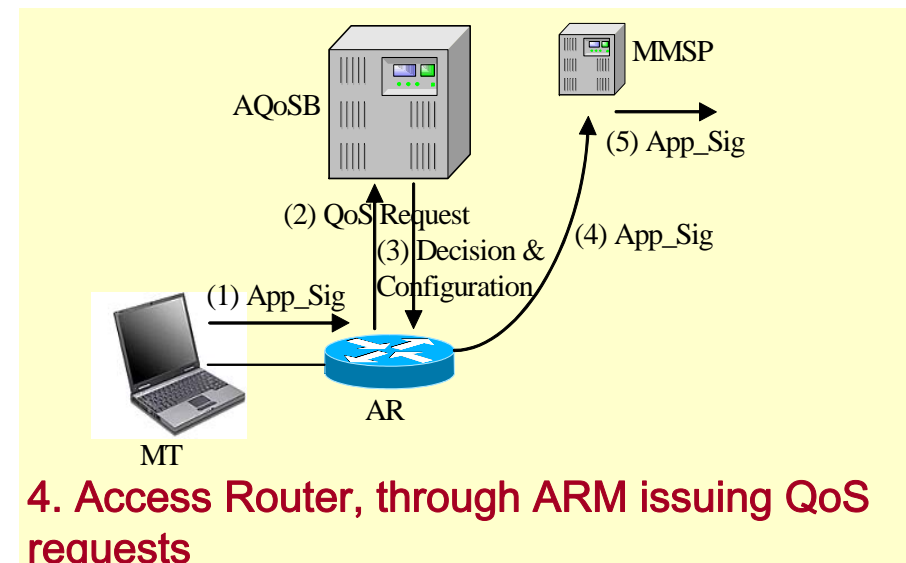 MMSP
AQoSB
(5) App_Sig
(2) QoS Request
(4) App_Sig
(3) Decision &
Configuration
(1) App_Sig
AR
MT
4. Access Router, through ARM issuing QoS
requests